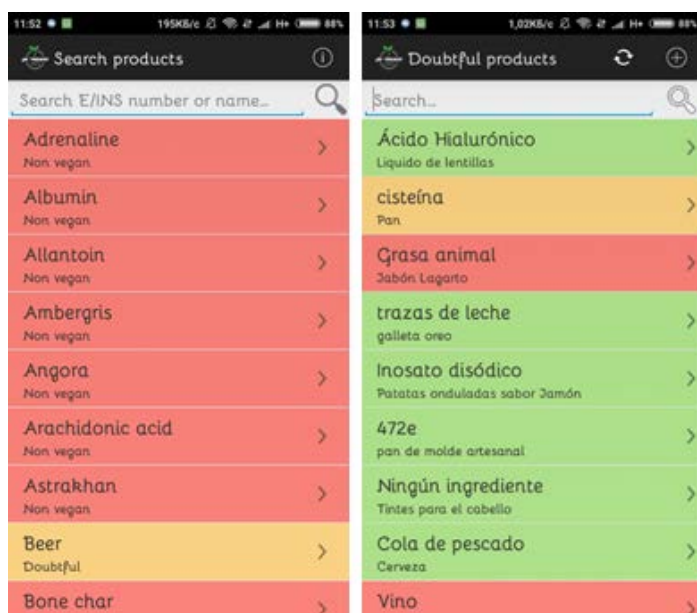 11:52 195КБ/с H+ 88%
Search products
Search E/INS number or name...
Adrenaline
Non vegan
Albumin
Non vegan
Allantoin
Non vegan
Ambergris
Non vegan
Angora
Non vegan
Arachidonic acid
Non vegan
Astrakhan
Non vegan
Beer
Doubtful
Bone char
11:53 1,02КБ/с H+ 88%
Doubtful products
Search...
Ácido Hialurónico
Liquido de lentillas
cisteína
Pan
Grasa animal
Jabón Lagarto
trazas de leche
galleta oreo
Inosato disódico
Patatas onduladas sabor Jamón
472e
pan de molde artesanal
Ningún ingrediente
Tintes para el cabello
Cola de pescado
Cerveza
Vino